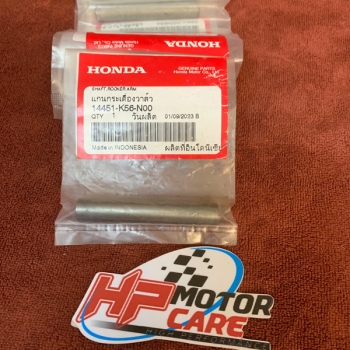 HONDA
GENUINE PARTS
Honda Motor Co., Ltd.
SHAFT, ROCKER ARM
แกนกระเดื่องวาล์ว
14451-K56-N00
QTY 1 วันผลิต 01/09/2023 S
Made in INDONESIA ผลิตที่อินโดนีเซีย
HP MOTOR
CARE